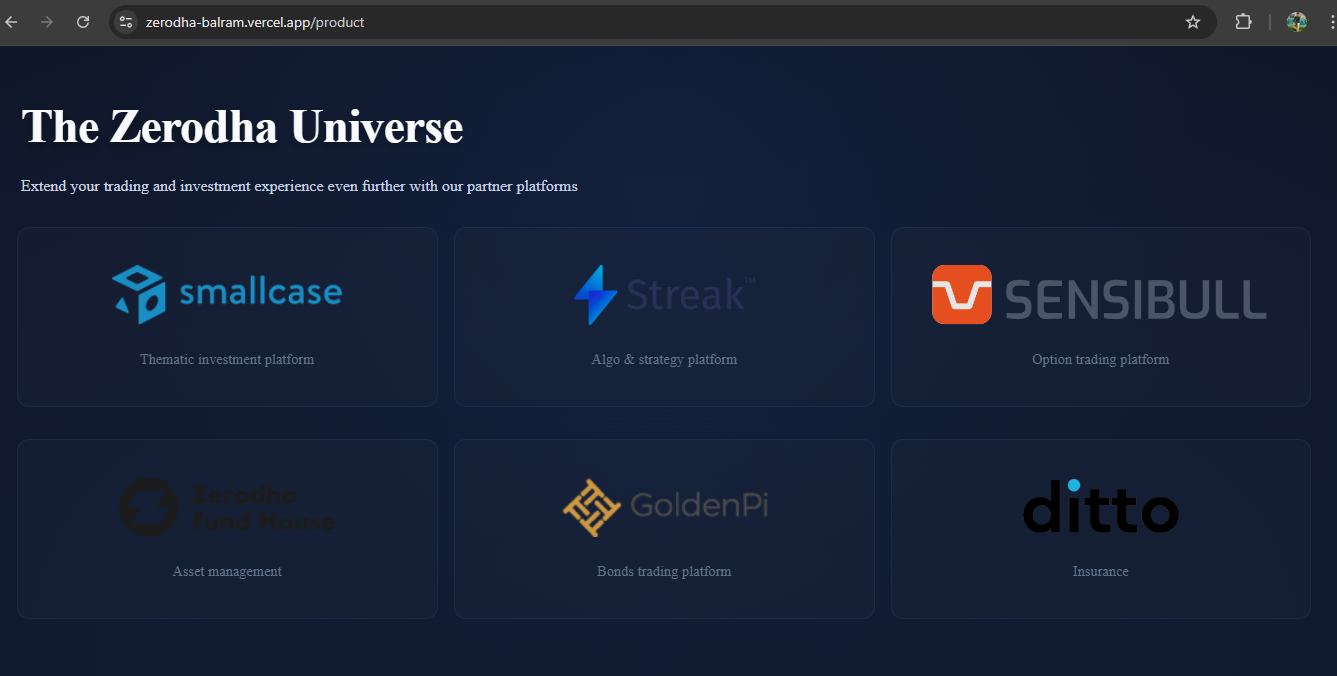 zerodha-balram.vercel.app/product
The Zerodha Universe
Extend your trading and investment experience even further with our partner platforms
smallcase
Streak™
SENSIBULL
Thematic investment platform
Algo & strategy platform
Option trading platform
Zerodha
Fund House
GoldenPi
ditto
Asset management
Bonds trading platform
Insurance